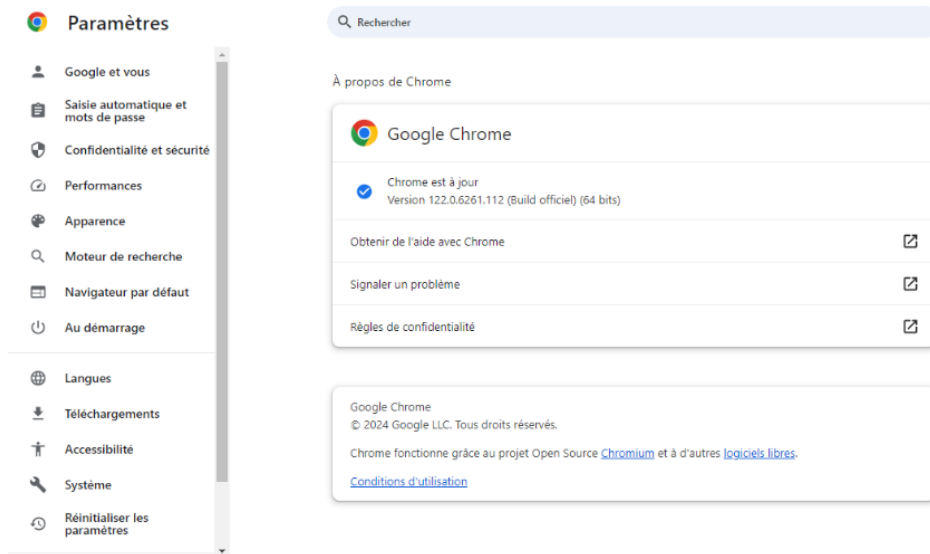 Paramètres
Rechercher
Google et vous
Saisie automatique et
mots de passe
Confidentialité et sécurité
Performances
Apparence
Moteur de recherche
Navigateur par défaut
Au démarrage
Langues
Téléchargements
Accessibilité
Système
Réinitialiser les
paramètres
À propos de Chrome
Google Chrome
Chrome est à jour
Version 122.0.6261.112 (Build officiel) (64 bits)
Obtenir de l'aide avec Chrome
Signaler un problème
Règles de confidentialité
Google Chrome
© 2024 Google LLC. Tous droits réservés.
Chrome fonctionne grâce au projet Open Source Chromium et à d'autres logiciels libres.
Conditions d'utilisation